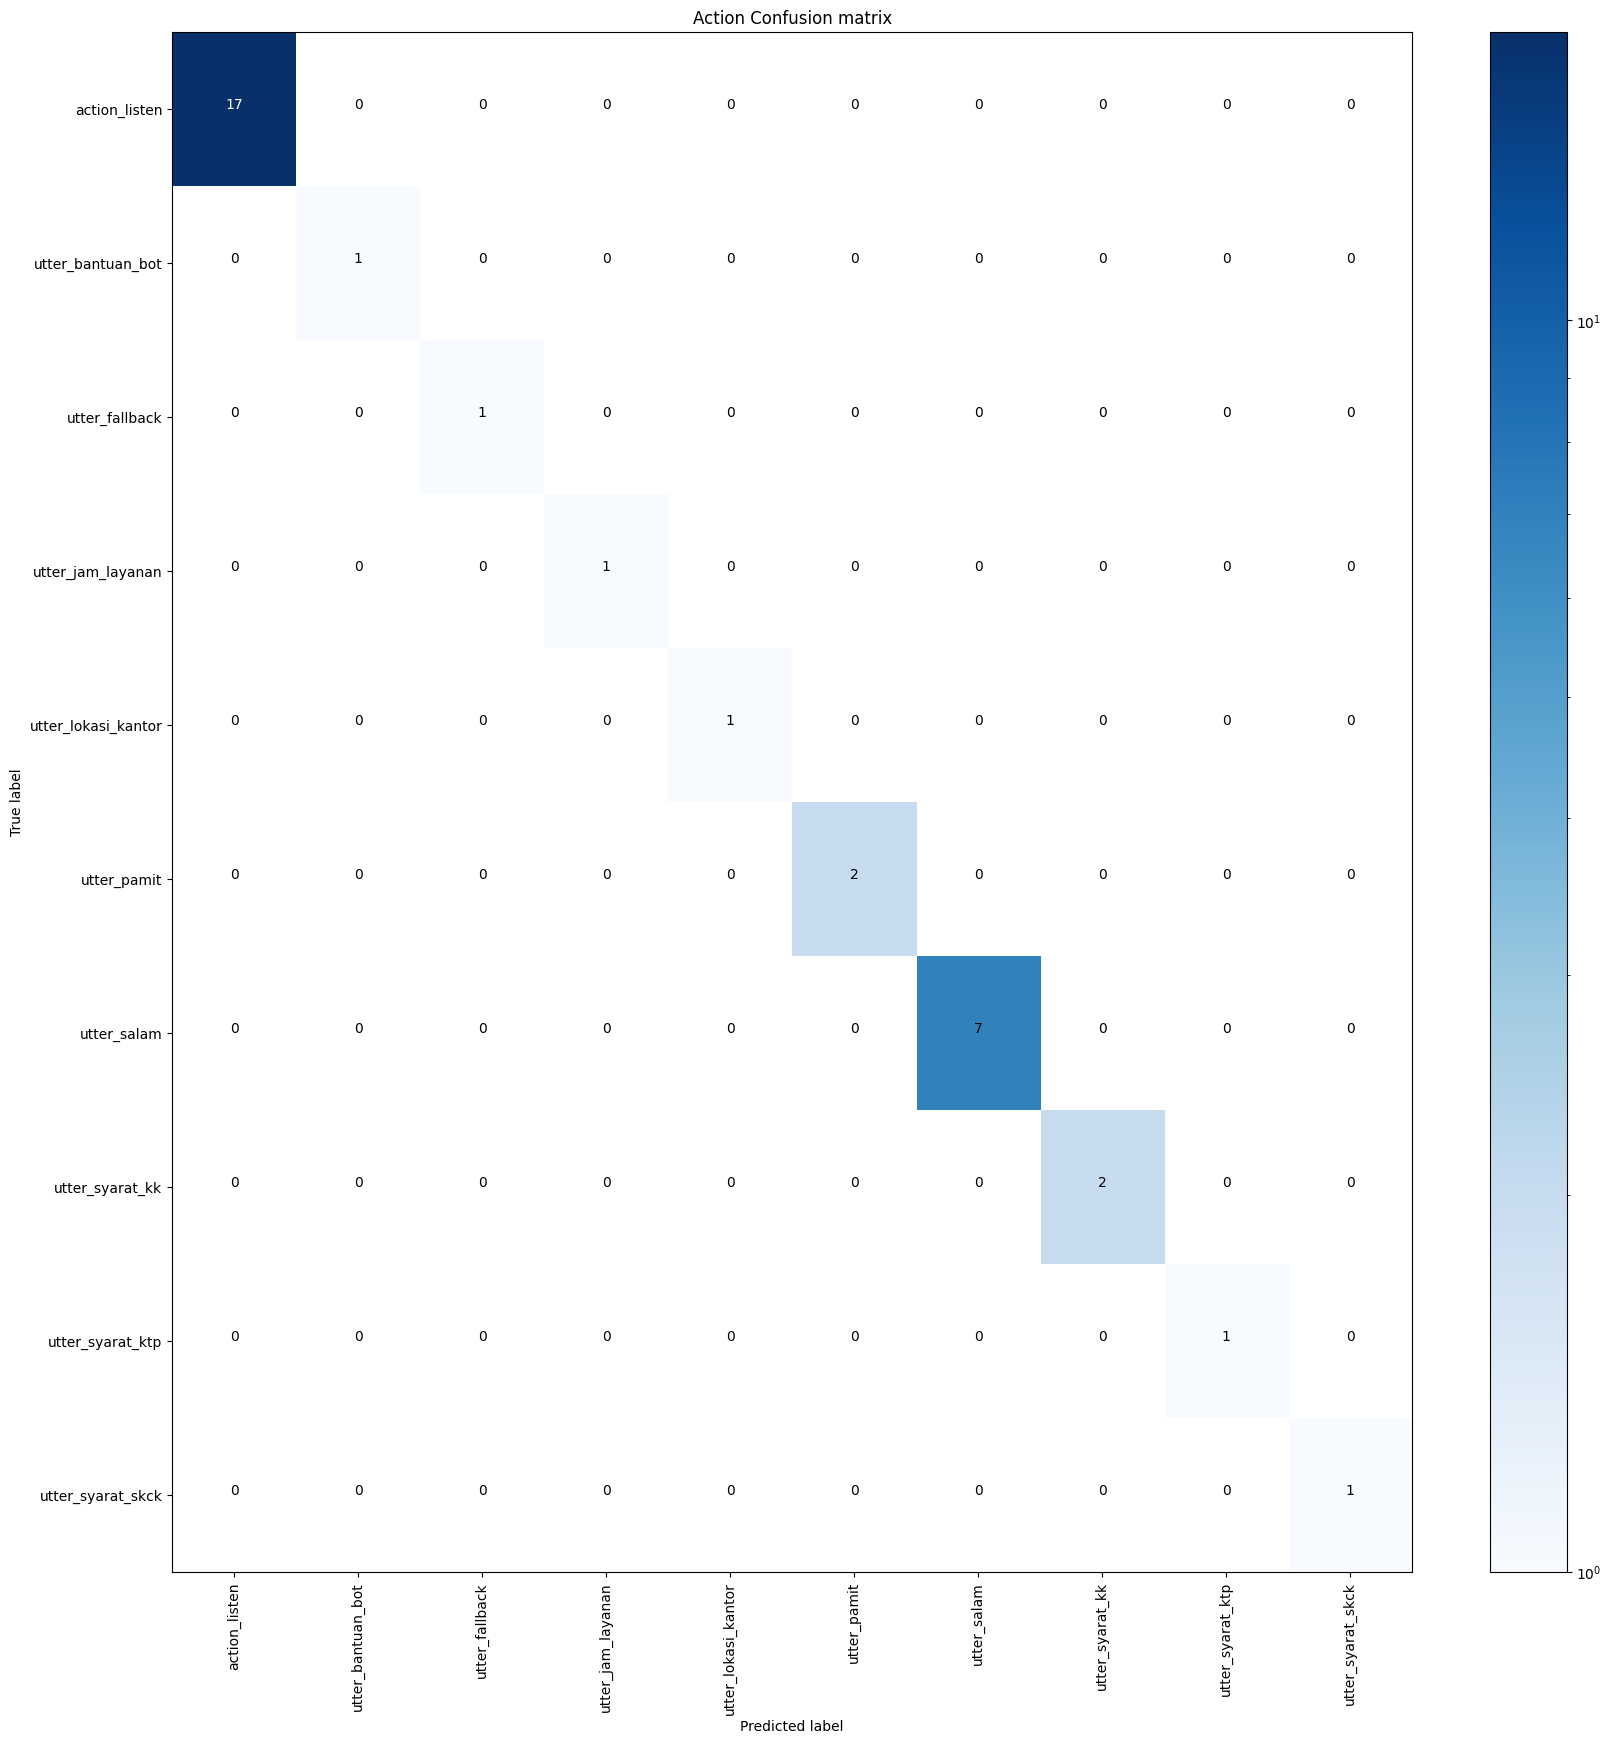 Action Confusion matrix
True label
action_listen 17 0 0 0 0 0 0 0 0 0
utter_bantuan_bot 0 1 0 0 0 0 0 0 0 0
utter_fallback 0 0 1 0 0 0 0 0 0 0
utter_jam_layanan 0 0 0 1 0 0 0 0 0 0
utter_lokasi_kantor 0 0 0 0 1 0 0 0 0 0
utter_pamit 0 0 0 0 0 2 0 0 0 0
utter_salam 0 0 0 0 0 0 7 0 0 0
utter_syarat_kk 0 0 0 0 0 0 0 2 0 0
utter_syarat_ktp 0 0 0 0 0 0 0 0 1 0
utter_syarat_skck 0 0 0 0 0 0 0 0 0 1
action_listen
utter_bantuan_bot
utter_fallback
utter_jam_layanan
utter_lokasi_kantor
utter_pamit
utter_salam
utter_syarat_kk
utter_syarat_ktp
utter_syarat_skck
Predicted label
10¹
10⁰